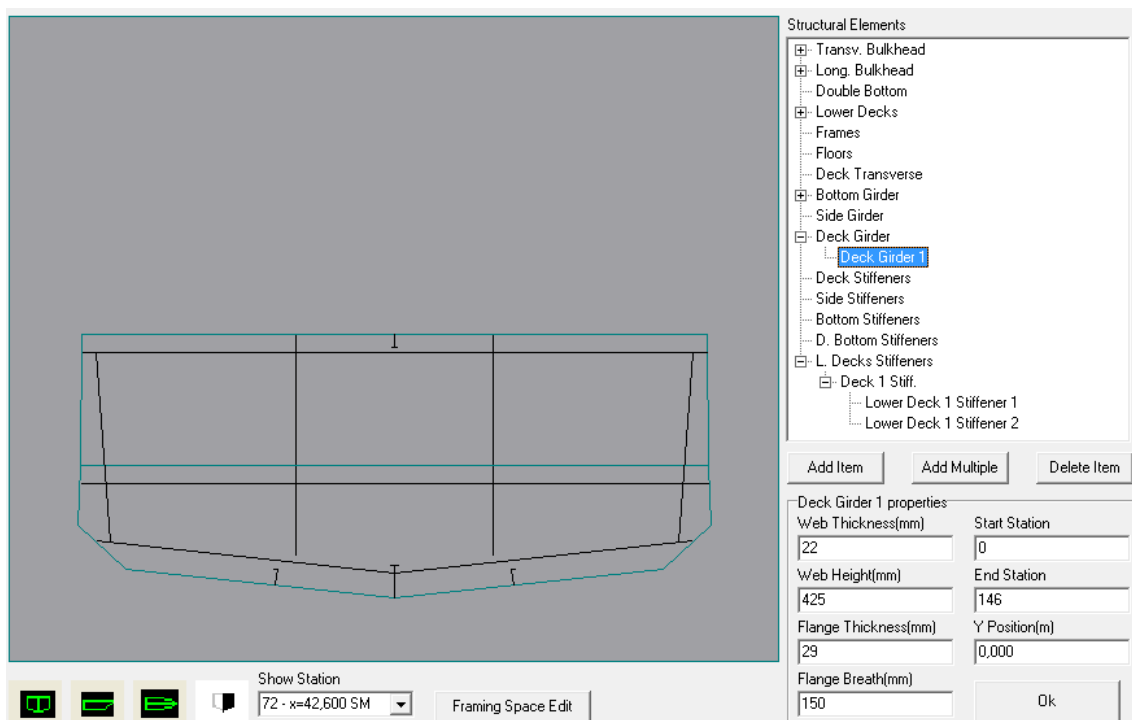 Structural Elements
Transv. Bulkhead
Long. Bulkhead
Double Bottom
Lower Decks
Frames
Floors
Deck Transverse
Bottom Girder
Side Girder
Deck Girder
Deck Girder 1
Deck Stiffeners
Side Stiffeners
Bottom Stiffeners
D. Bottom Stiffeners
L. Decks Stiffeners
Deck 1 Stiff.
Lower Deck 1 Stiffener 1
Lower Deck 1 Stiffener 2
Add Item Add Multiple Delete Item
Deck Girder 1 properties
Web Thickness(mm) Start Station
22 0
Web Height(mm) End Station
425 146
Flange Thickness(mm) Y Position(m)
29 0,000
Flange Breath(mm)
150 Ok
Show Station
72 - x=42,600 SM Framing Space Edit